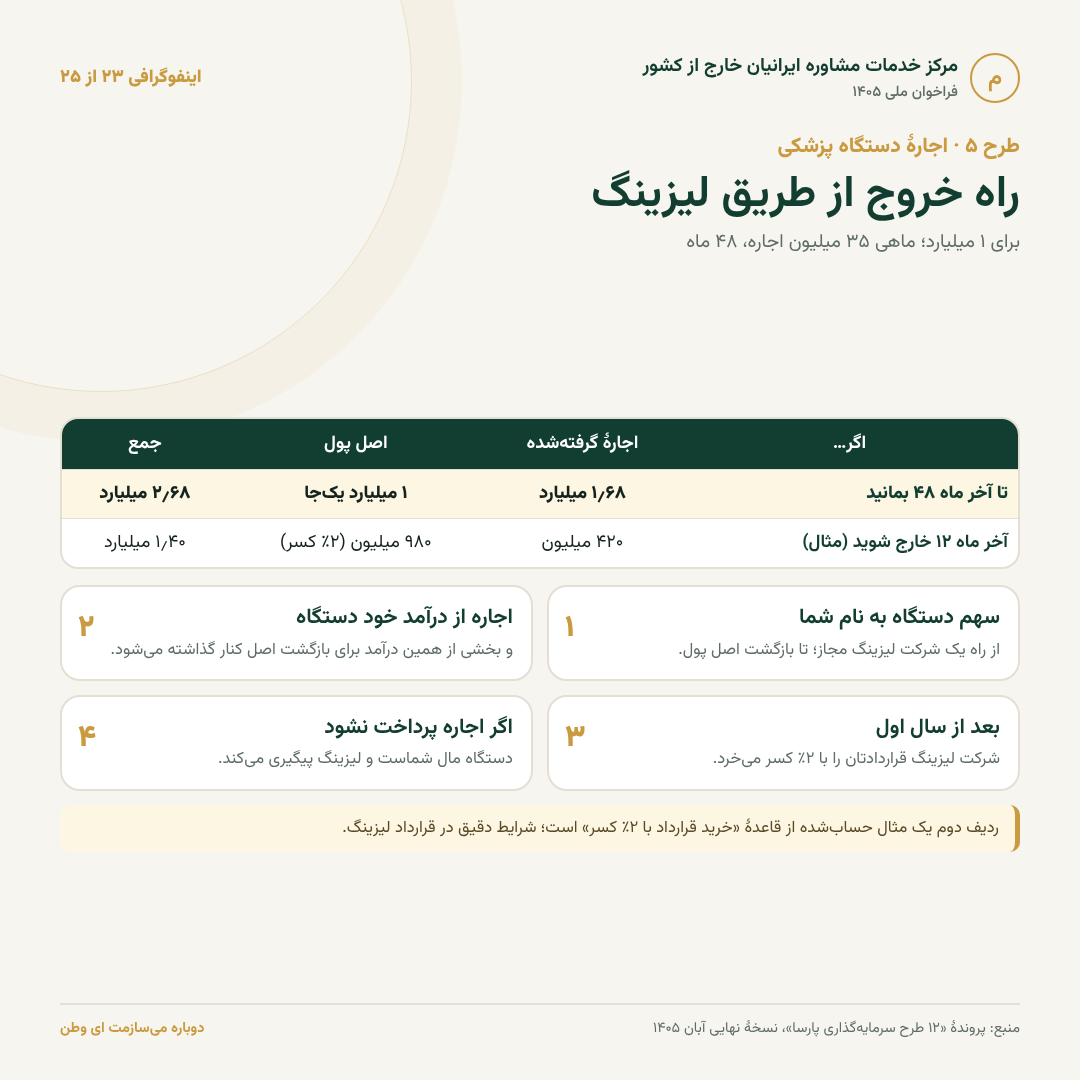 م
مرکز خدمات مشاوره ایرانیان خارج از کشور
فراخوان ملی ۱۴۰۵
اینفوگرافی ۲۳ از ۲۵
طرح ۵ · اجارهٔ دستگاه پزشکی
راه خروج از طریق لیزینگ
برای ۱ میلیارد؛ ماهی ۳۵ میلیون اجاره، ۴۸ ماه
اگر… اجارهٔ گرفته‌شده اصل پول جمع
تا آخر ماه ۴۸ بمانید ۱٫۶۸ میلیارد ۱ میلیارد یک‌جا ۲٫۶۸ میلیارد
آخر ماه ۱۲ خارج شوید (مثال) ۴۲۰ میلیون ۹۸۰ میلیون (۲٪ کسر) ۱٫۴۰ میلیارد
سهم دستگاه به نام شما
از راه یک شرکت لیزینگ مجاز؛ تا بازگشت اصل پول.
۱
اجاره از درآمد خود دستگاه
و بخشی از همین درآمد برای بازگشت اصل کنار گذاشته می‌شود.
۲
بعد از سال اول
شرکت لیزینگ قراردادتان را با ۲٪ کسر می‌خرد.
۳
اگر اجاره پرداخت نشود
دستگاه مال شماست و لیزینگ پیگیری می‌کند.
۴
ردیف دوم یک مثال حساب‌شده از قاعدهٔ «خرید قرارداد با ۲٪ کسر» است؛ شرایط دقیق در قرارداد لیزینگ.
منبع: پروندهٔ «۱۲ طرح سرمایه‌گذاری پارسا»، نسخهٔ نهایی آبان ۱۴۰۵
دوباره می‌سازمت ای وطن